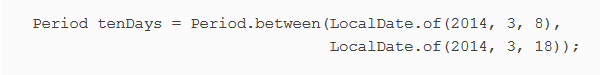 Period tenDays = Period.between(LocalDate.of(2014, 3, 8),
LocalDate.of(2014, 3, 18));